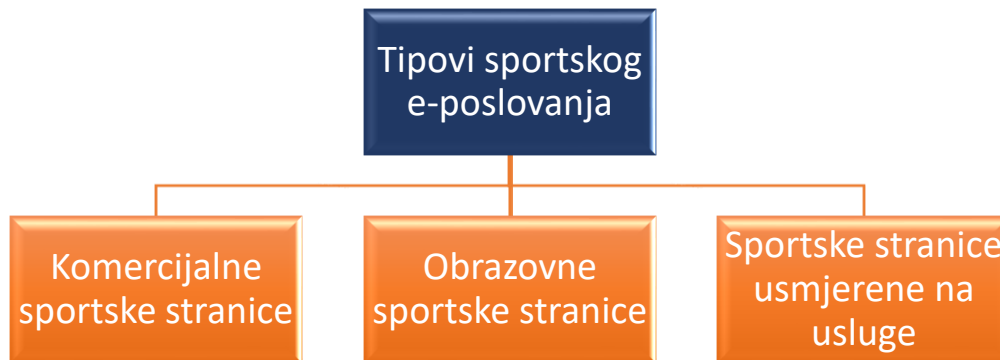 Tipovi sportskog
e-poslovanja
Komercijalne
sportske stranice
Obrazovne
sportske stranice
Sportske stranice
usmjerene na
usluge